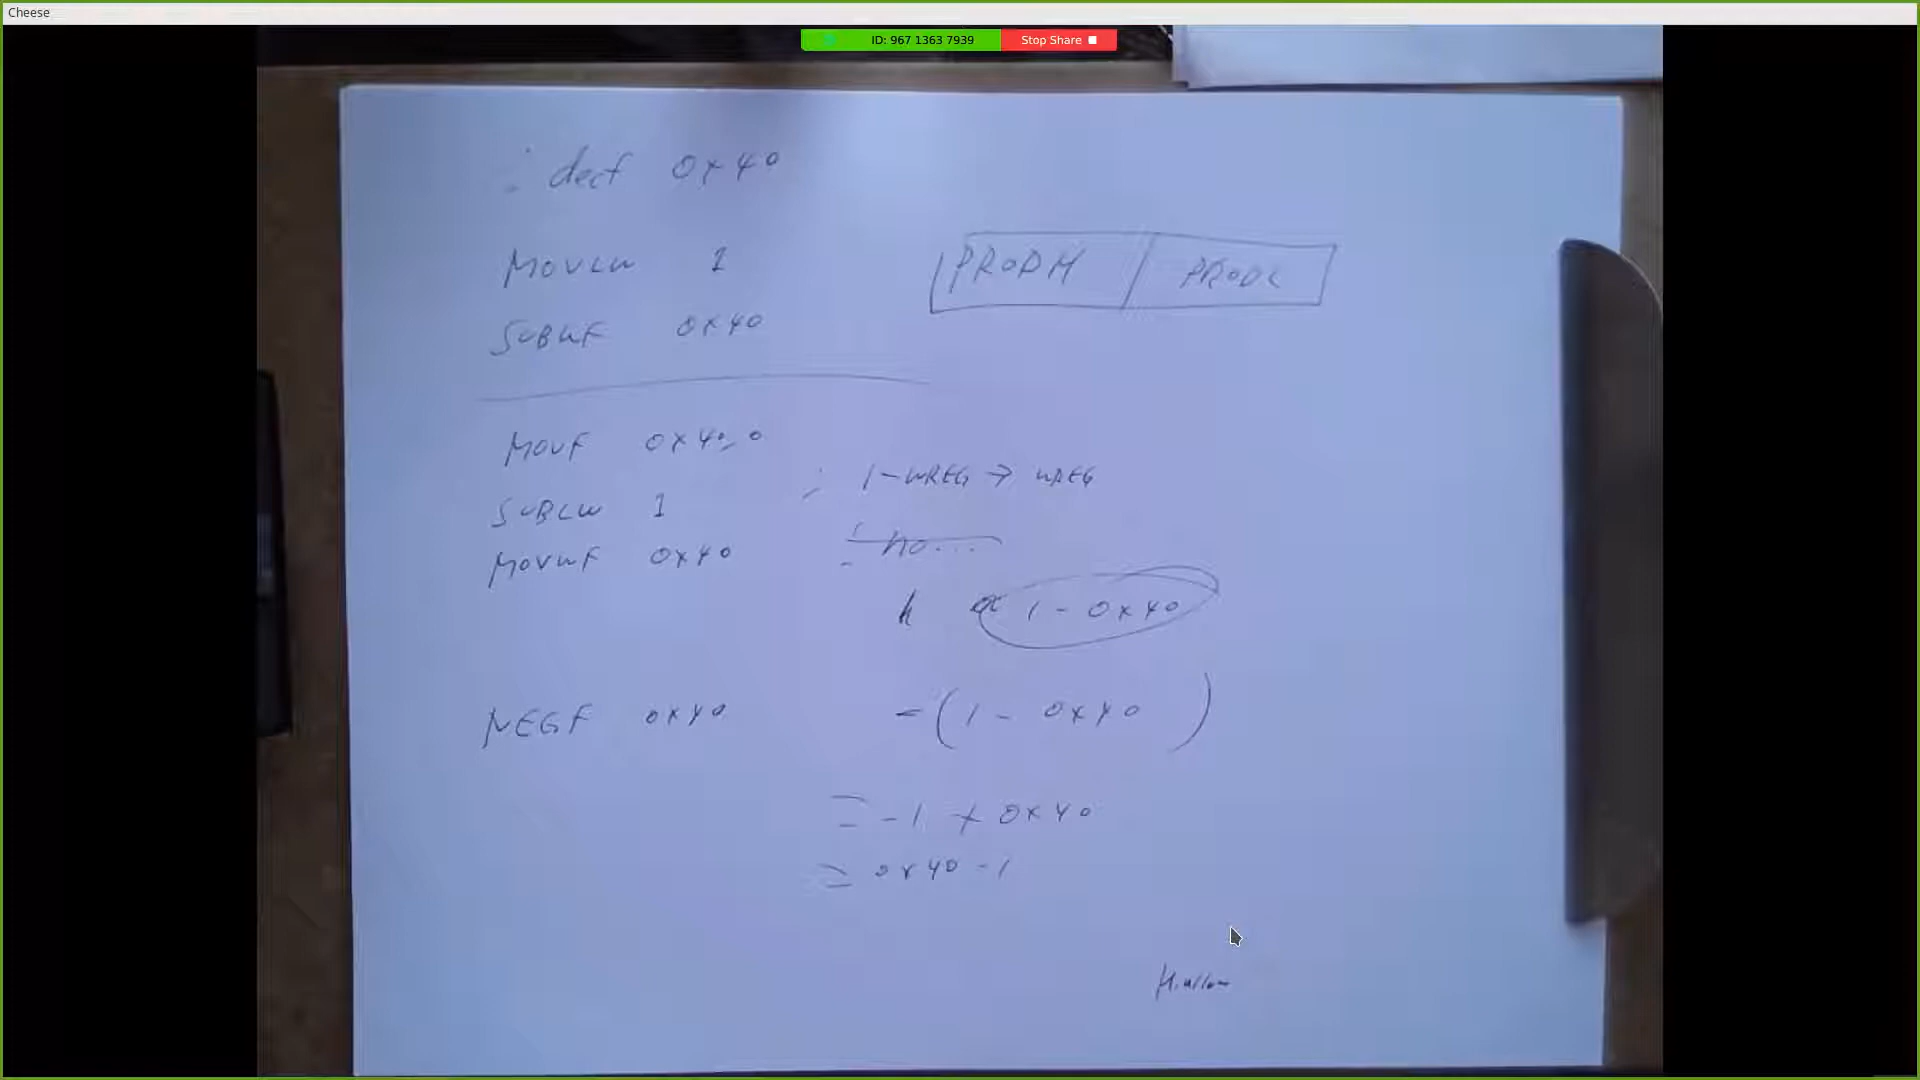 Cheese
ID: 967 1363 7939 Stop Share
; decf 0x40
MOVLW 1
PRODH PRODL
SUBWF 0x40
MOVF 0x40, 0
; 1-WREG → WREG
SUBLW 1
; no...
MOVWF 0x40
1 - 0x40
NEGF 0x40 -(1 - 0x40)
= -1 + 0x40
= 0x40 - 1